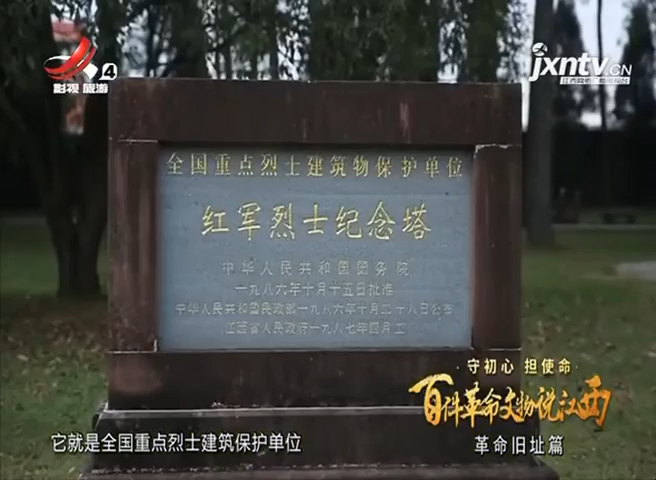 4
影视 旅游
jxntv.CN
全国重点烈士建筑物保护单位
红军烈士纪念塔
中华人民共和国国务院
一九八六年十月十五日批准
中华人民共和国民政部一九八六年十月二十八日公布
江西省人民政府一九八七年四月立
·守初心 担使命·
百件革命文物说江西
革命旧址篇
它就是全国重点烈士建筑保护单位